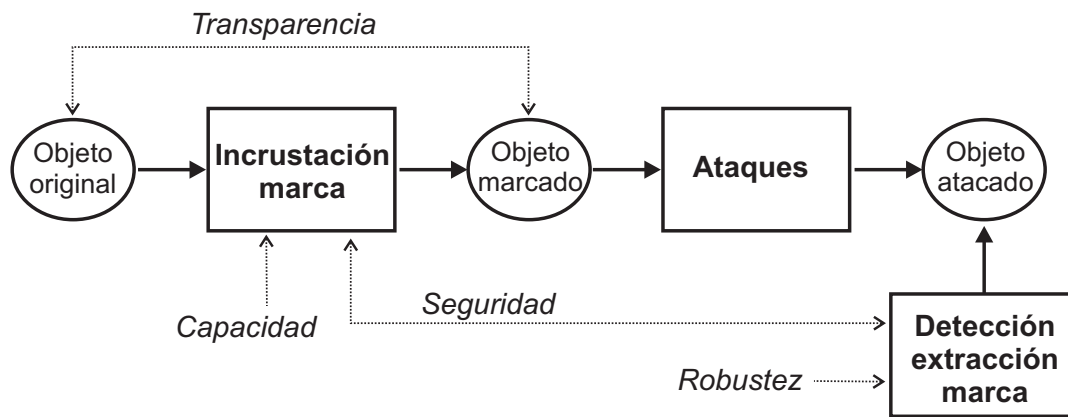 Transparencia
Objeto
original
Incrustación
marca
Objeto
marcado
Ataques
Objeto
atacado
Capacidad
Seguridad
Robustez
Detección
extracción
marca